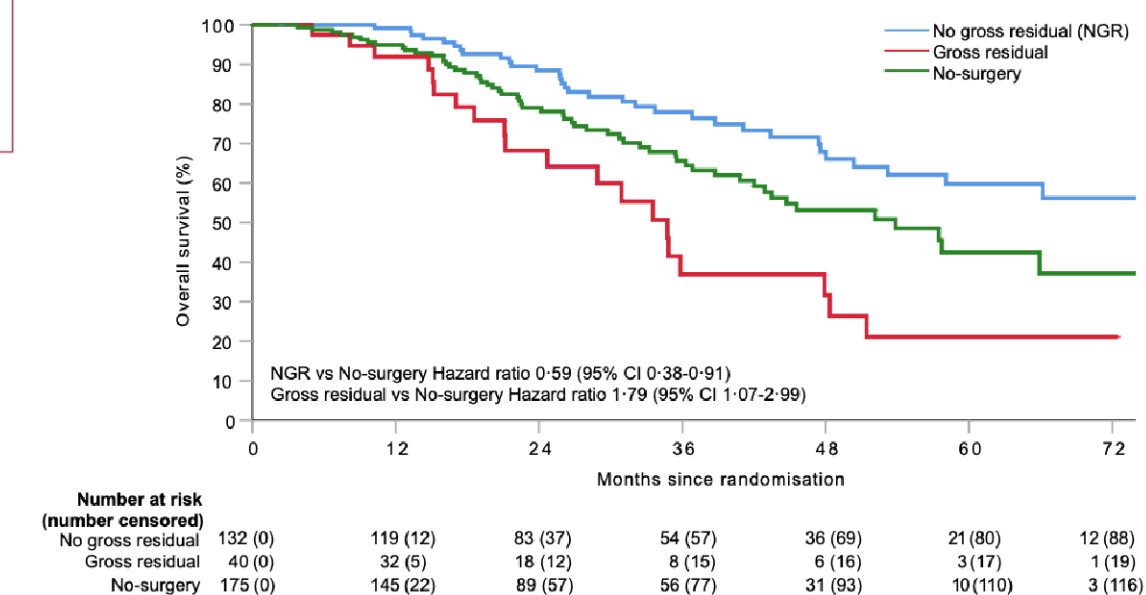 100
90
80
70
60
50
40
30
20
10
0
Overall survival (%)
No gross residual (NGR)
Gross residual
No-surgery
NGR vs No-surgery Hazard ratio 0·59 (95% CI 0·38-0·91)
Gross residual vs No-surgery Hazard ratio 1·79 (95% CI 1·07-2·99)
0 12 24 36 48 60 72
Months since randomisation
Number at risk
(number censored)
No gross residual 132 (0) 119 (12) 83 (37) 54 (57) 36 (69) 21 (80) 12 (88)
Gross residual 40 (0) 32 (5) 18 (12) 8 (15) 6 (16) 3 (17) 1 (19)
No-surgery 175 (0) 145 (22) 89 (57) 56 (77) 31 (93) 10 (110) 3 (116)